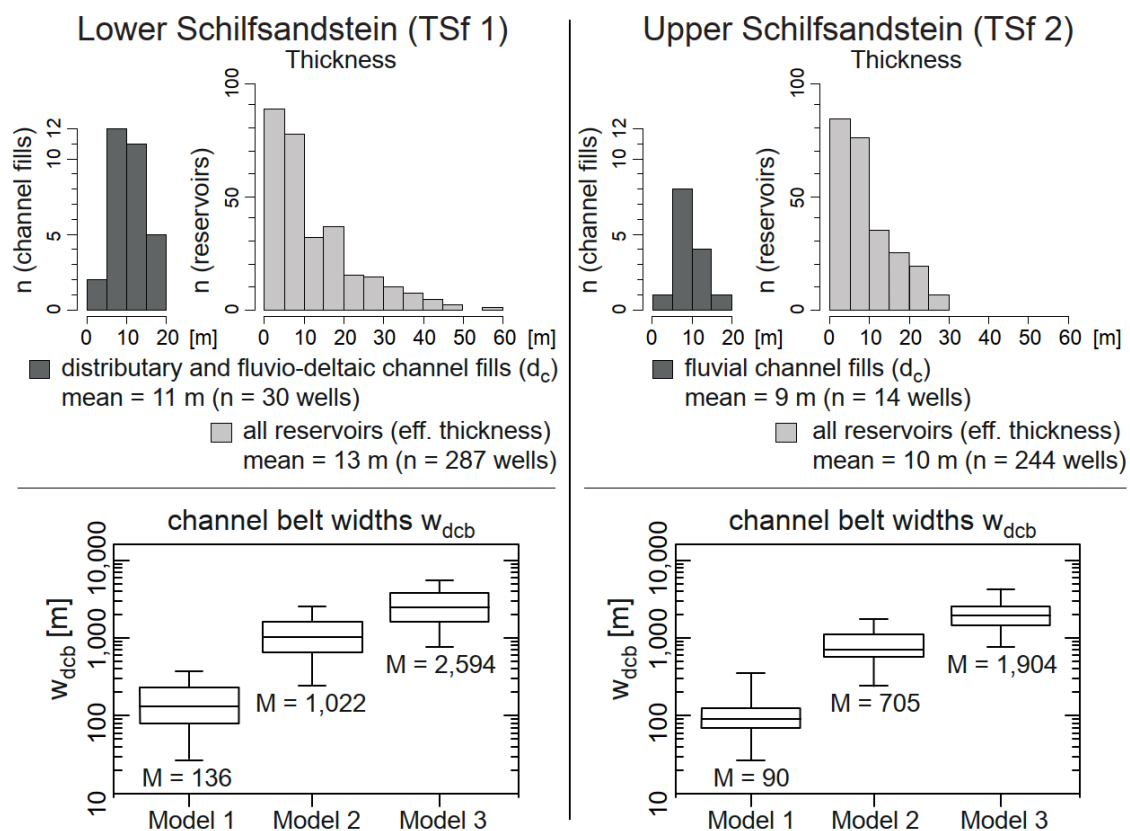 Lower Schilfsandstein (TSf 1)
Thickness
n (channel fills)
0 5 10 12
0 10 20 [m]
n (reservoirs)
0 50 100
0 10 20 30 40 50 60 [m]
distributary and fluvio-deltaic channel fills (dc)
mean = 11 m (n = 30 wells)
all reservoirs (eff. thickness)
mean = 13 m (n = 287 wells)
channel belt widths wdcb
wdcb [m]
10 100 1,000 10,000
M = 136
M = 1,022
M = 2,594
Model 1 Model 2 Model 3
Upper Schilfsandstein (TSf 2)
Thickness
n (channel fills)
0 5 10 12
0 10 20 [m]
n (reservoirs)
0 50 100
0 10 20 30 40 50 60 [m]
fluvial channel fills (dc)
mean = 9 m (n = 14 wells)
all reservoirs (eff. thickness)
mean = 10 m (n = 244 wells)
channel belt widths wdcb
wdcb [m]
10 100 1,000 10,000
M = 90
M = 705
M = 1,904
Model 1 Model 2 Model 3